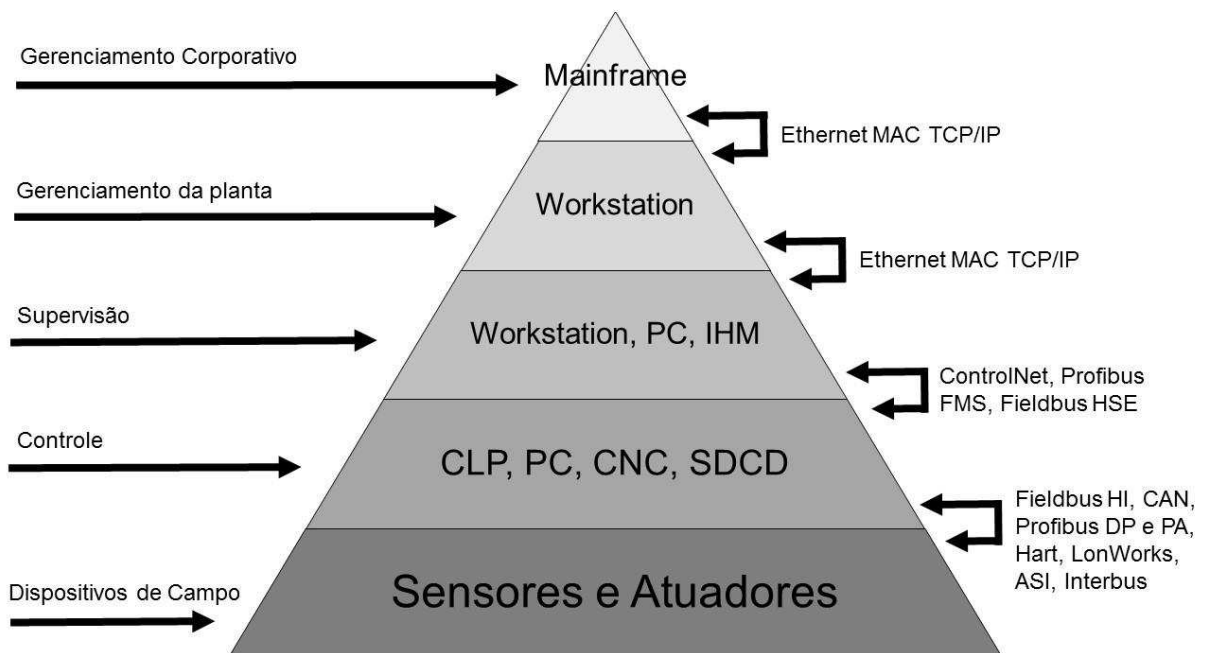 Gerenciamento Corporativo
Mainframe
Ethernet MAC TCP/IP
Gerenciamento da planta
Workstation
Ethernet MAC TCP/IP
Supervisão
Workstation, PC, IHM
ControlNet, Profibus
FMS, Fieldbus HSE
Controle
CLP, PC, CNC, SDCD
Fieldbus HI, CAN,
Profibus DP e PA,
Hart, LonWorks,
ASI, Interbus
Dispositivos de Campo
Sensores e Atuadores